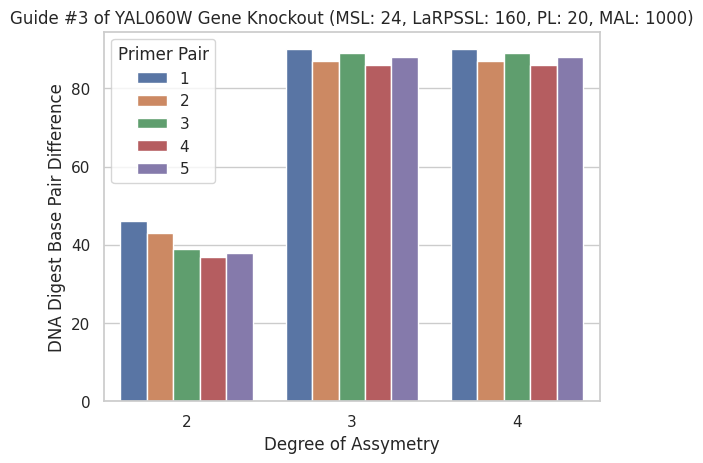 Guide #3 of YAL060W Gene Knockout (MSL: 24, LaRPSSL: 160, PL: 20, MAL: 1000)
Primer Pair
1
2
3
4
5
DNA Digest Base Pair Difference
80
60
40
20
0
2 3 4
Degree of Assymetry